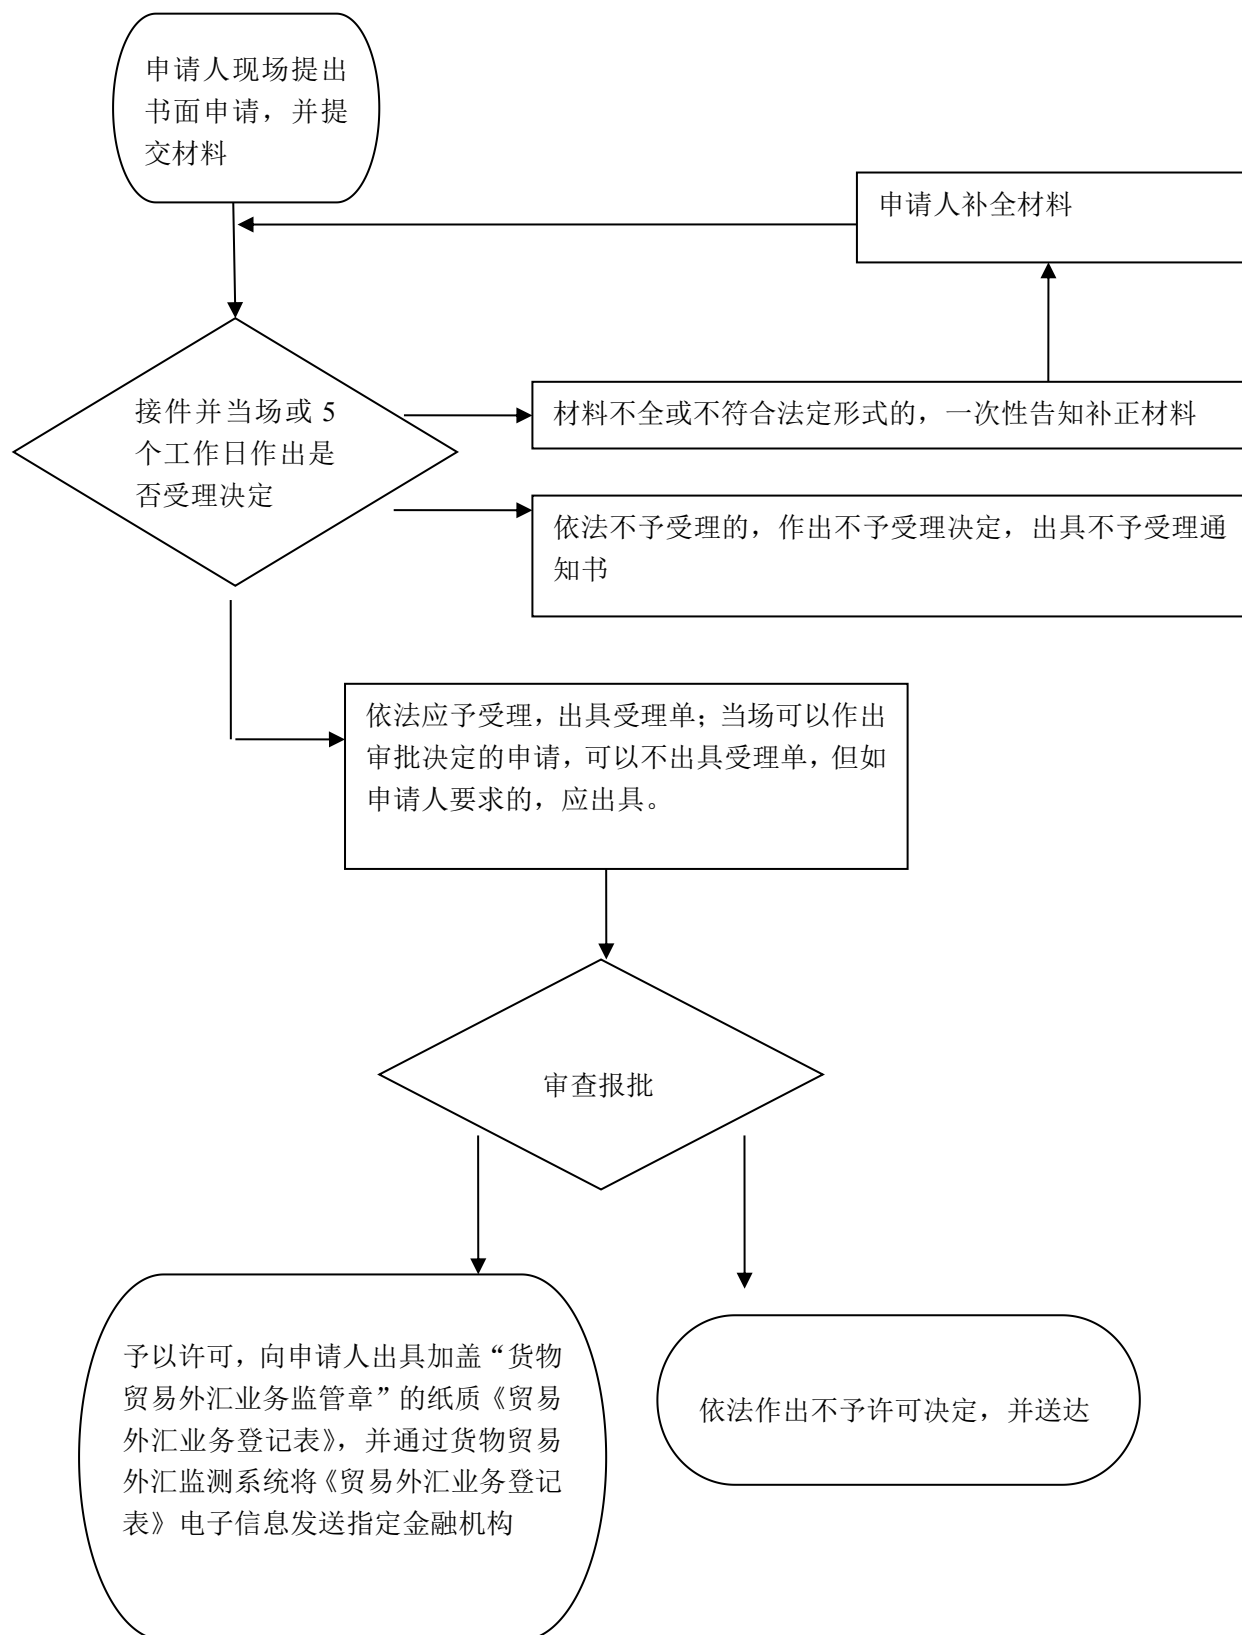 申请人现场提出
书面申请，并提
交材料
申请人补全材料
接件并当场或 5
个工作日作出是
否受理决定
材料不全或不符合法定形式的，一次性告知补正材料
依法不予受理的，作出不予受理决定，出具不予受理通
知书
依法应予受理，出具受理单；当场可以作出
审批决定的申请，可以不出具受理单，但如
申请人要求的，应出具。
审查报批
予以许可，向申请人出具加盖“货物
贸易外汇业务监管章”的纸质《贸易
外汇业务登记表》，并通过货物贸易
外汇监测系统将《贸易外汇业务登记
表》电子信息发送指定金融机构
依法作出不予许可决定，并送达